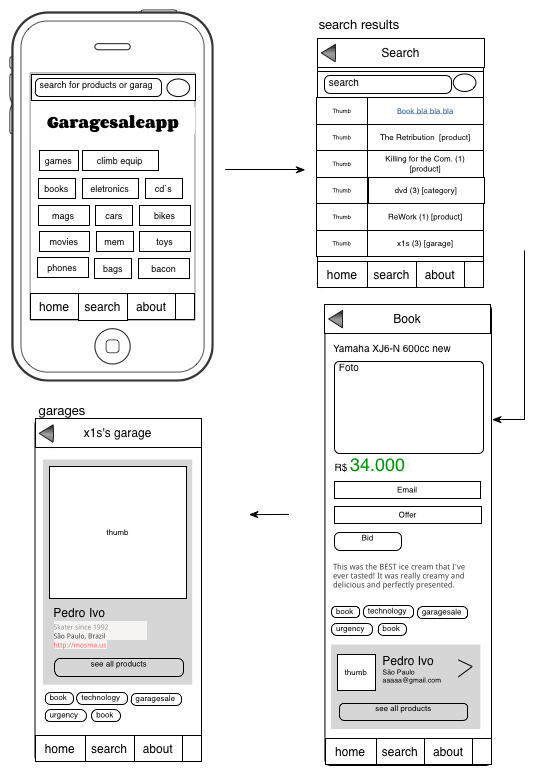 search for products or garag
Garagesaleapp
games
climb equip
books
eletronics
cd`s
mags
cars
bikes
movies
mem
toys
phones
bags
bacon
home
search
about
search results
Search
search
Thumb
Book bla bla bla
Thumb
The Retribution [product]
Thumb
Killing for the Com. (1)
[product]
Thumb
dvd (3) [category]
Thumb
ReWork (1) [product]
Thumb
x1s (3) [garage]
home
search
about
Book
Yamaha XJ6-N 600cc new
Foto
R$ 34.000
Email
Offer
Bid
This was the BEST ice cream that I've
ever tasted! It was really creamy and
delicious and perfectly presented.
book
technology
garagesale
urgency
book
thumb
Pedro Ivo
São Paulo
aaaaa@gmail.com
see all products
home
search
about
garages
x1s's garage
thumb
Pedro Ivo
Skater since 1992
São Paulo, Brazil
http://mosma.us
see all products
book
technology
garagesale
urgency
book
home
search
about